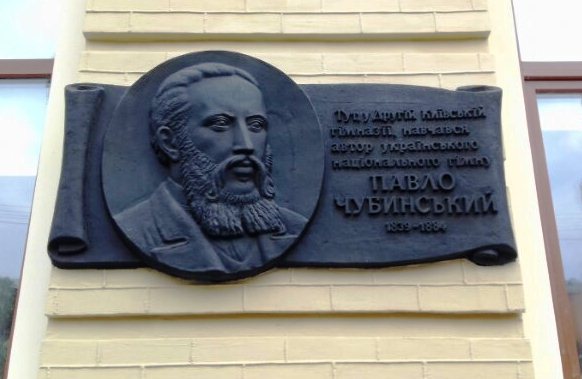 Тут у другій київській
гімназії навчався
автор українського
національного гімну
ПАВЛО
ЧУБИНСЬКИЙ
1839-1884